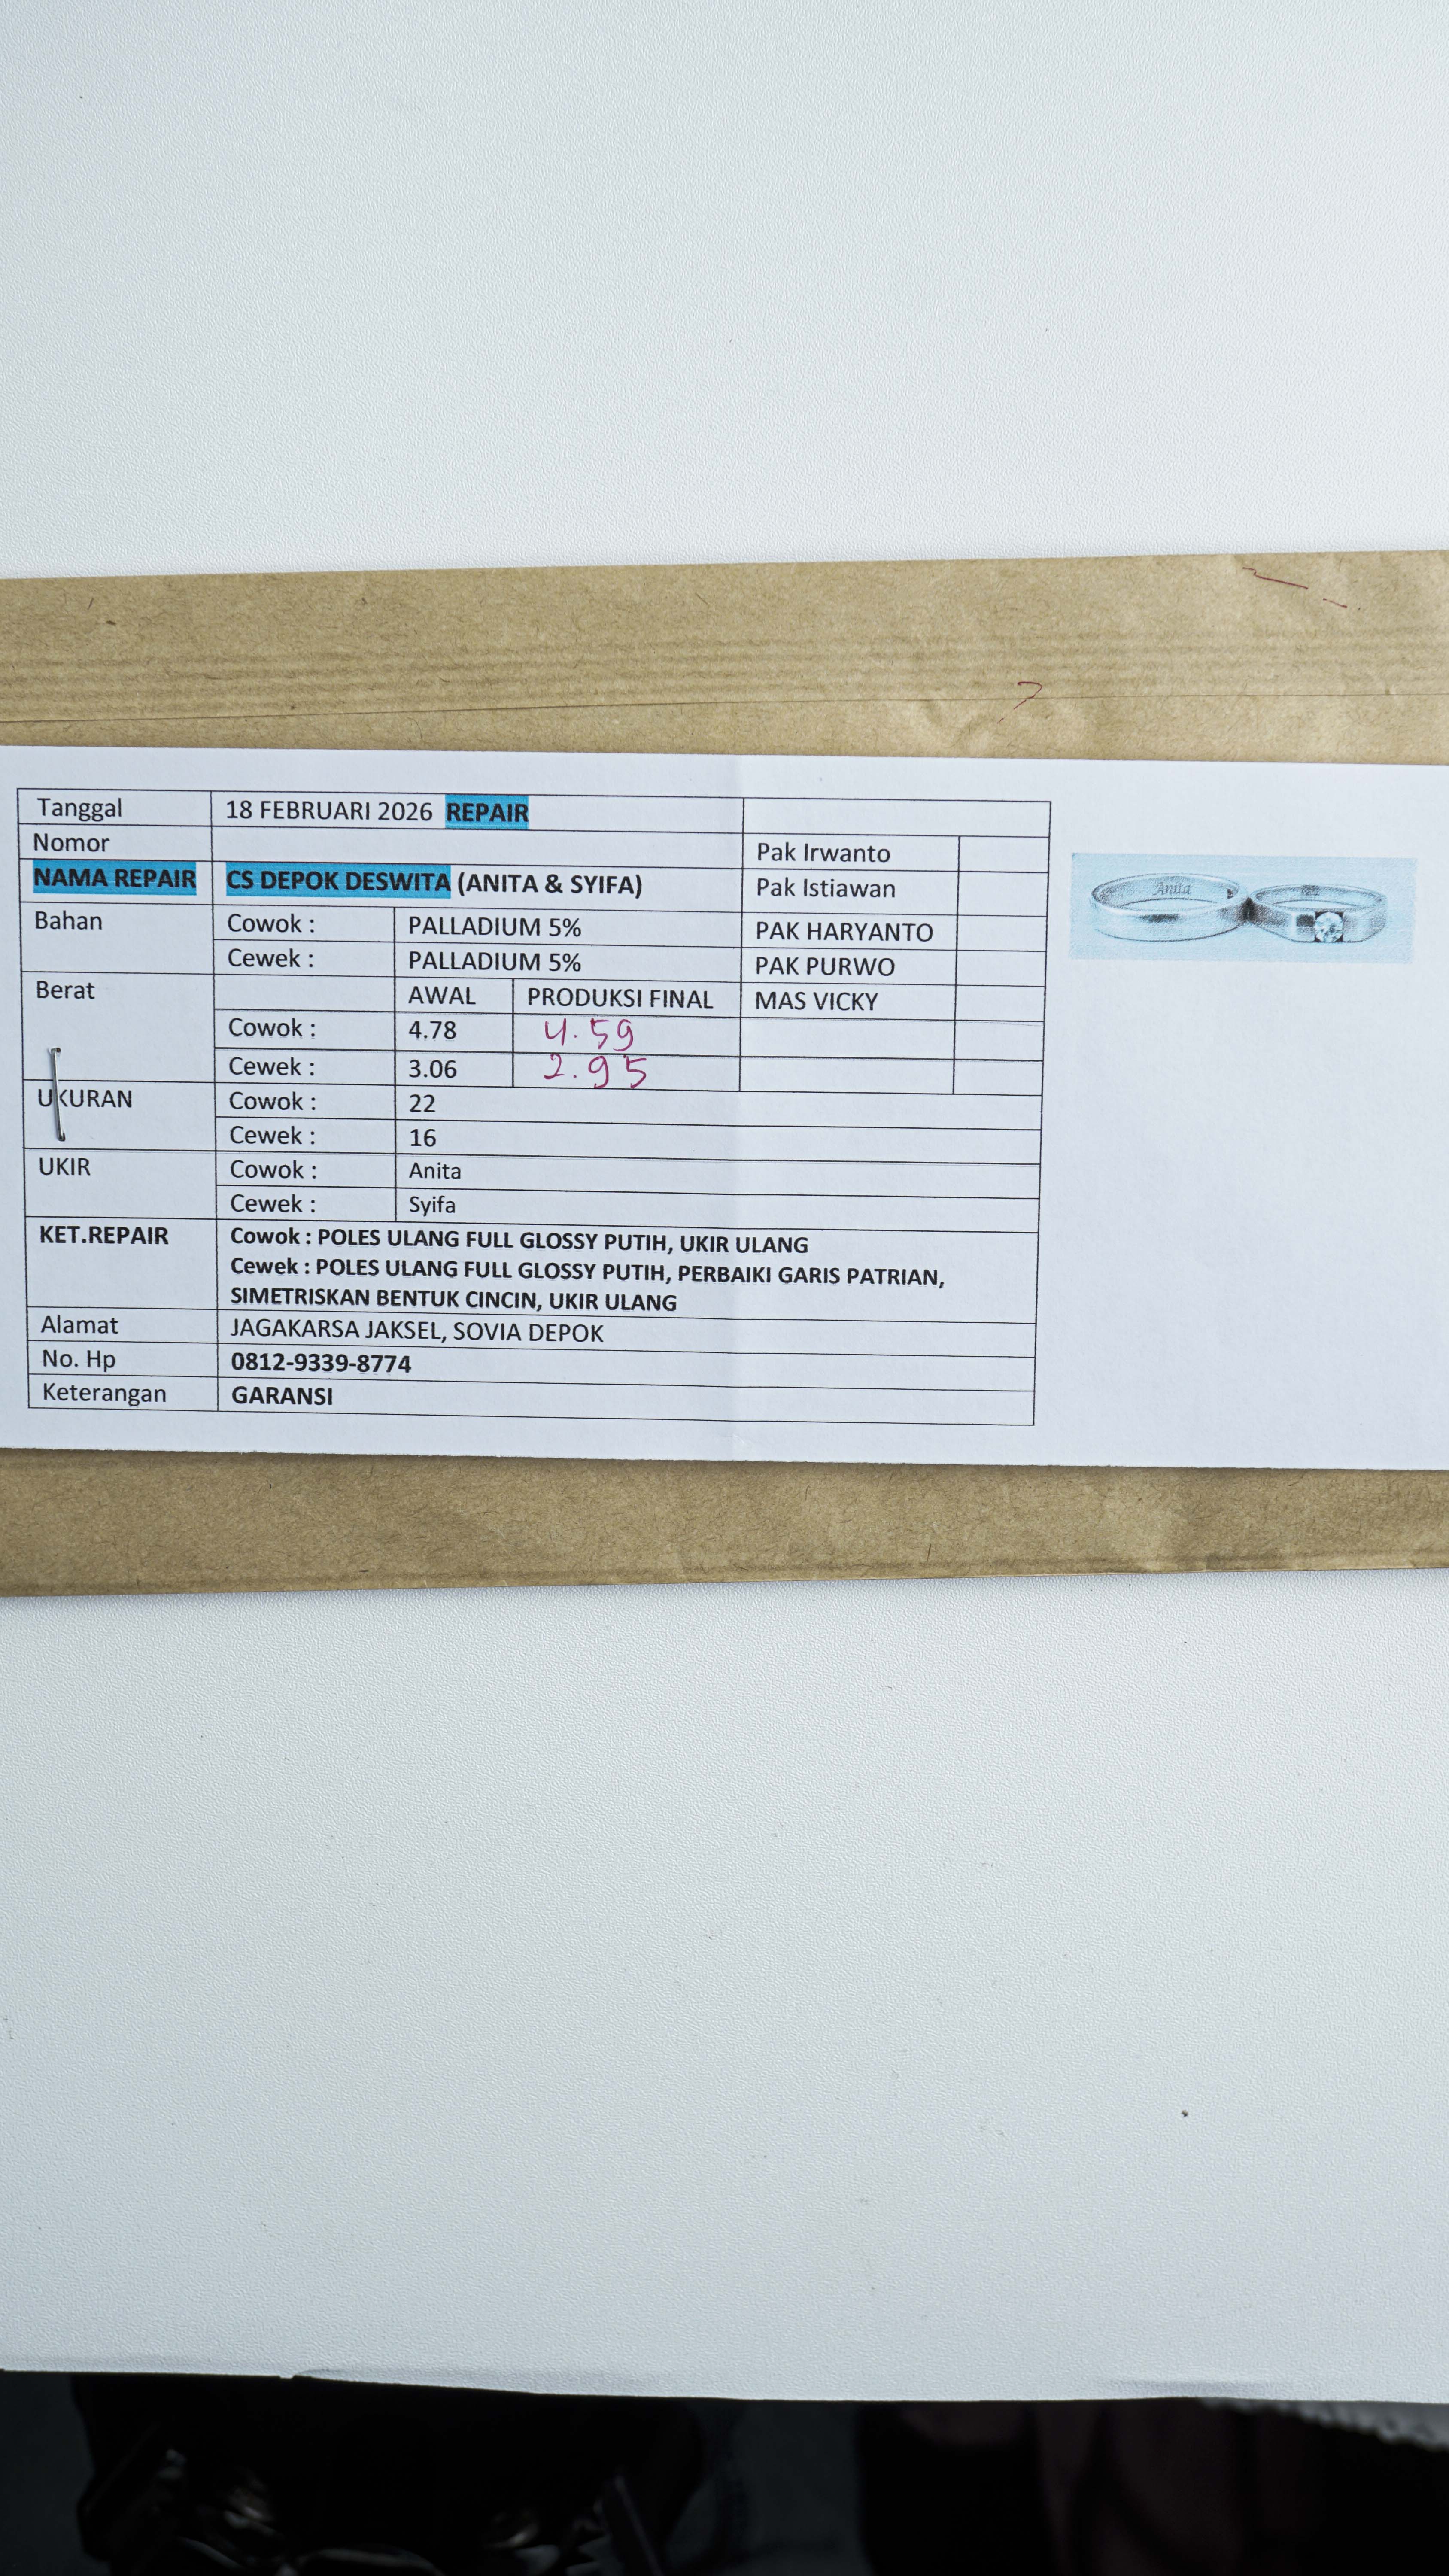 Tanggal 18 FEBRUARI 2026 REPAIR
Nomor Pak Irwanto
NAMA REPAIR CS DEPOK DESWITA (ANITA & SYIFA) Pak Istiawan
Bahan Cowok : PALLADIUM 5% PAK HARYANTO
Cewek : PALLADIUM 5% PAK PURWO
Berat AWAL PRODUKSI FINAL MAS VICKY
Cowok : 4.78 4.59
Cewek : 3.06 2.95
UKURAN Cowok : 22
Cewek : 16
UKIR Cowok : Anita
Cewek : Syifa
KET.REPAIR Cowok : POLES ULANG FULL GLOSSY PUTIH, UKIR ULANG
Cewek : POLES ULANG FULL GLOSSY PUTIH, PERBAIKI GARIS PATRIAN,
SIMETRISKAN BENTUK CINCIN, UKIR ULANG
Alamat JAGAKARSA JAKSEL, SOVIA DEPOK
No. Hp 0812-9339-8774
Keterangan GARANSI
Anita